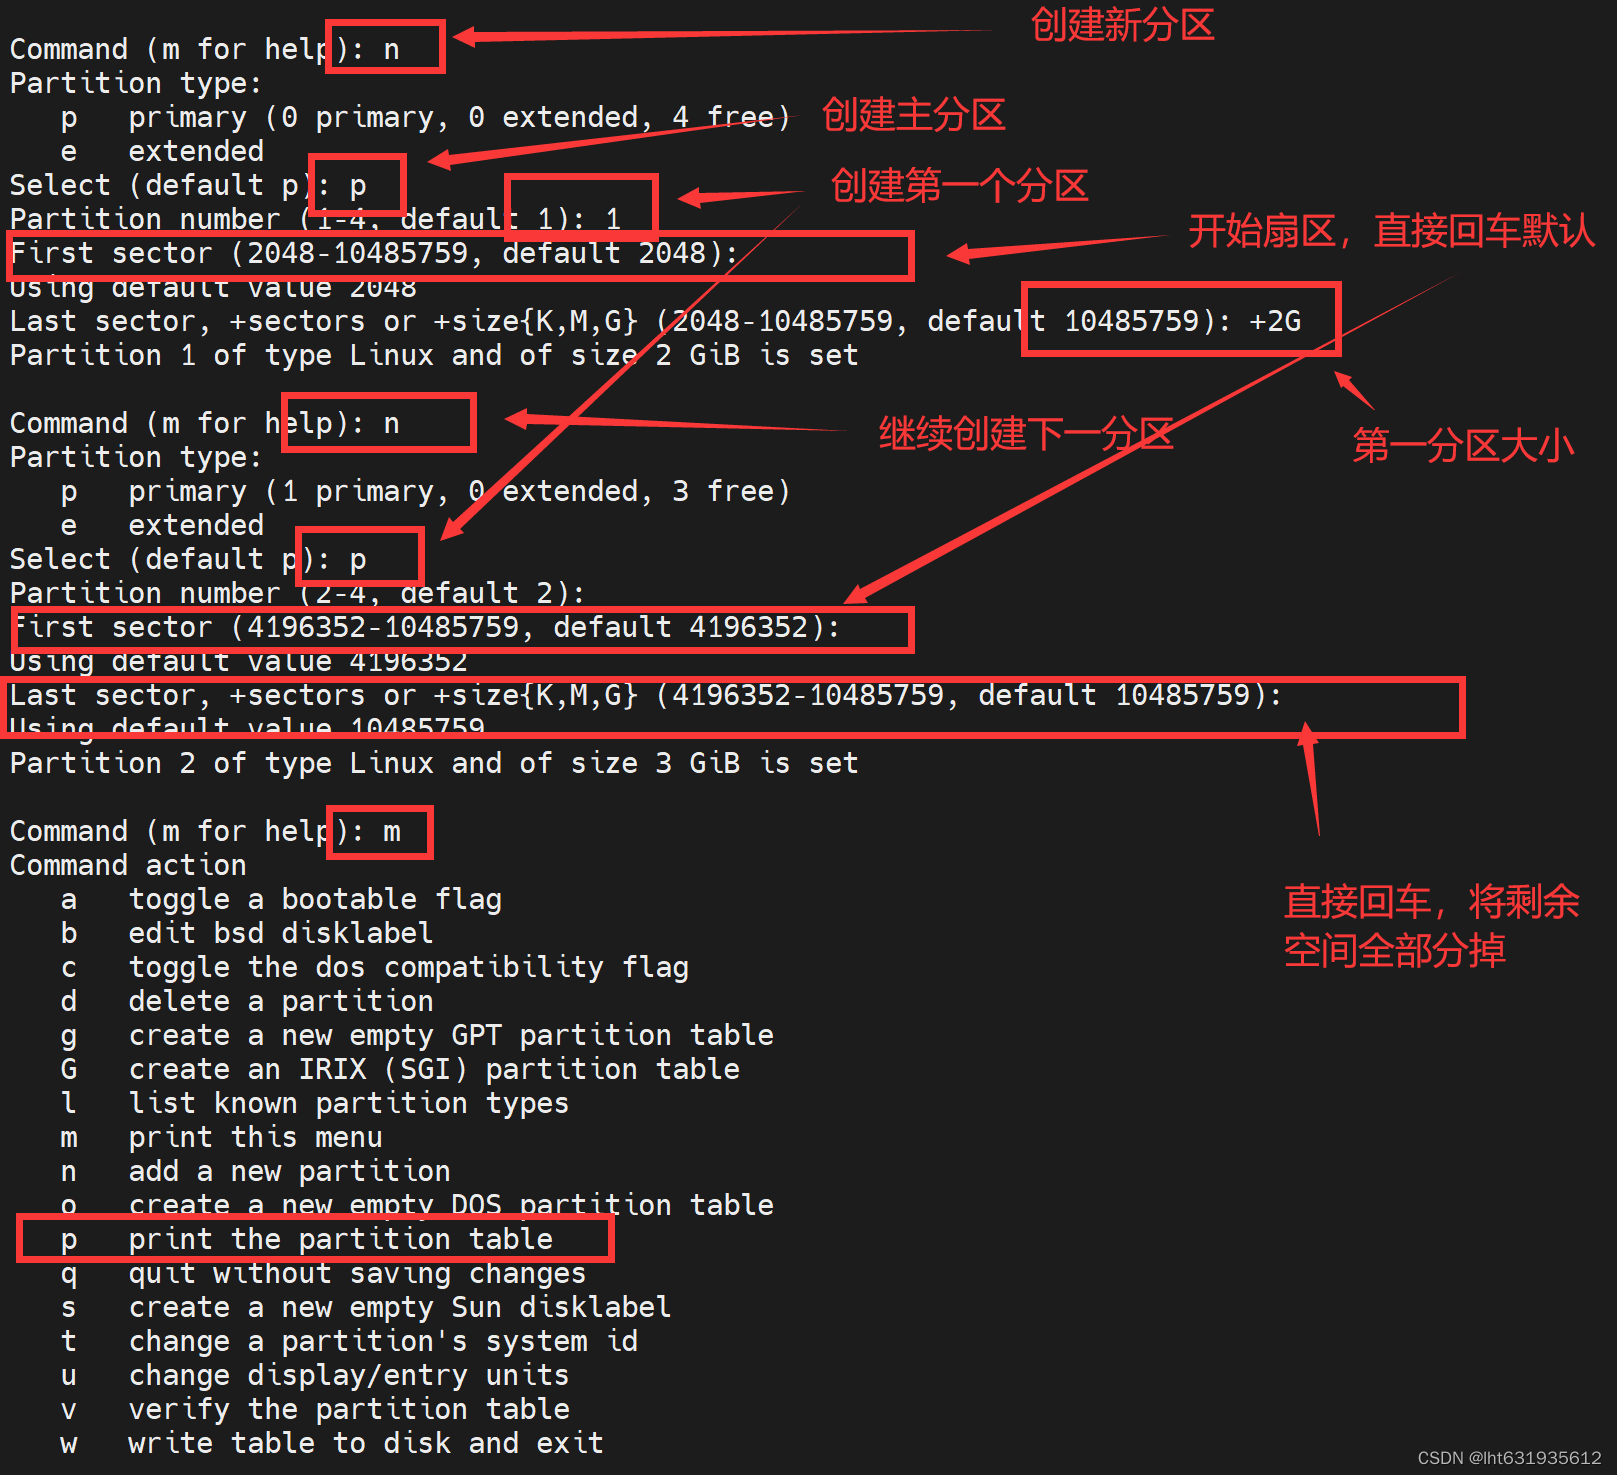 Command (m for help): n
创建新分区
Partition type:
p   primary (0 primary, 0 extended, 4 free)
创建主分区
e   extended
Select (default p): p
创建第一个分区
Partition number (1-4, default 1): 1
开始扇区，直接回车默认
First sector (2048-10485759, default 2048):
Using default value 2048
Last sector, +sectors or +size{K,M,G} (2048-10485759, default 10485759): +2G
Partition 1 of type Linux and of size 2 GiB is set
Command (m for help): n
继续创建下一分区
第一分区大小
Partition type:
p   primary (1 primary, 0 extended, 3 free)
e   extended
Select (default p): p
Partition number (2-4, default 2):
First sector (4196352-10485759, default 4196352):
Using default value 4196352
Last sector, +sectors or +size{K,M,G} (4196352-10485759, default 10485759):
Using default value 10485759
Partition 2 of type Linux and of size 3 GiB is set
Command (m for help): m
Command action
a   toggle a bootable flag
直接回车，将剩余
空间全部分掉
b   edit bsd disklabel
c   toggle the dos compatibility flag
d   delete a partition
g   create a new empty GPT partition table
G   create an IRIX (SGI) partition table
l   list known partition types
m   print this menu
n   add a new partition
o   create a new empty DOS partition table
p   print the partition table
q   quit without saving changes
s   create a new empty Sun disklabel
t   change a partition's system id
u   change display/entry units
v   verify the partition table
w   write table to disk and exit
CSDN @lht631935612